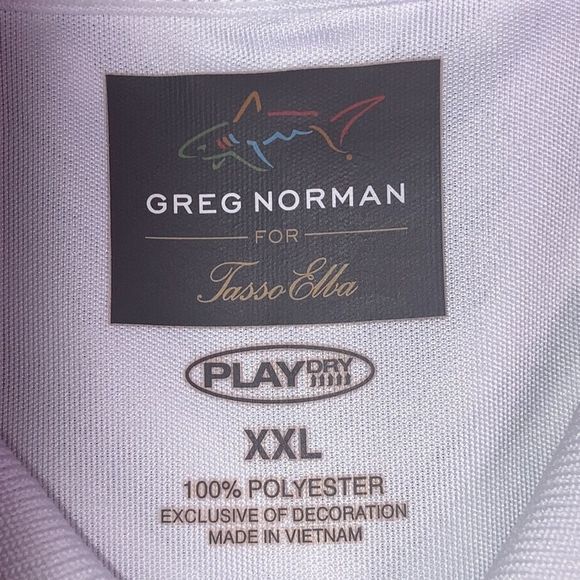 GREG NORMAN
FOR
Tasso Elba
PLAYDRY
XXL
100% POLYESTER
EXCLUSIVE OF DECORATION
MADE IN VIETNAM